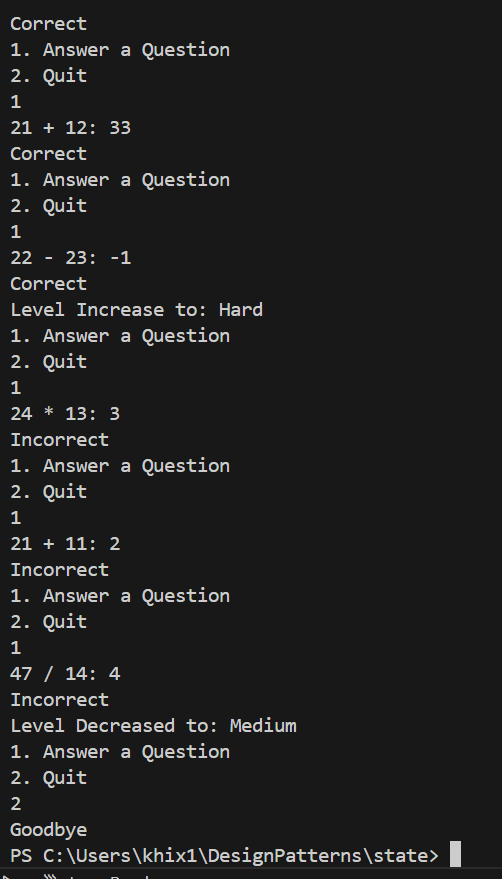 Correct
1. Answer a Question
2. Quit
1
21 + 12: 33
Correct
1. Answer a Question
2. Quit
1
22 - 23: -1
Correct
Level Increase to: Hard
1. Answer a Question
2. Quit
1
24 * 13: 3
Incorrect
1. Answer a Question
2. Quit
1
21 + 11: 2
Incorrect
1. Answer a Question
2. Quit
1
47 / 14: 4
Incorrect
Level Decreased to: Medium
1. Answer a Question
2. Quit
2
Goodbye
PS C:\Users\khix1\DesignPatterns\state>